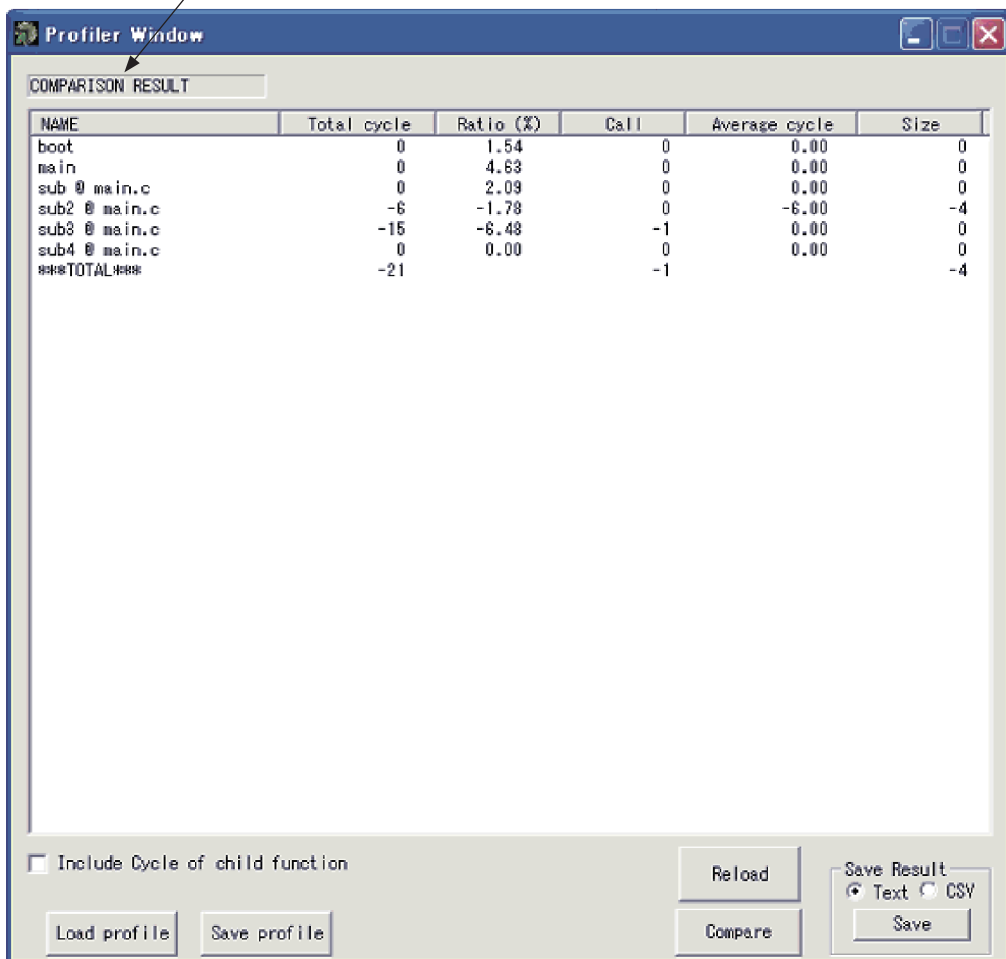 Profiler Window
COMPARISON RESULT
NAME Total cycle Ratio (%) Call Average cycle Size
boot 0 1.54 0 0.00 0
main 0 4.63 0 0.00 0
sub @ main.c 0 2.09 0 0.00 0
sub2 @ main.c -6 -1.78 0 -6.00 -4
sub3 @ main.c -15 -6.48 -1 0.00 0
sub4 @ main.c 0 0.00 0 0.00 0
***TOTAL*** -21 -1 -4
Include Cycle of child function
Reload
Save Result
Text CSV
Load profile Save profile Compare Save